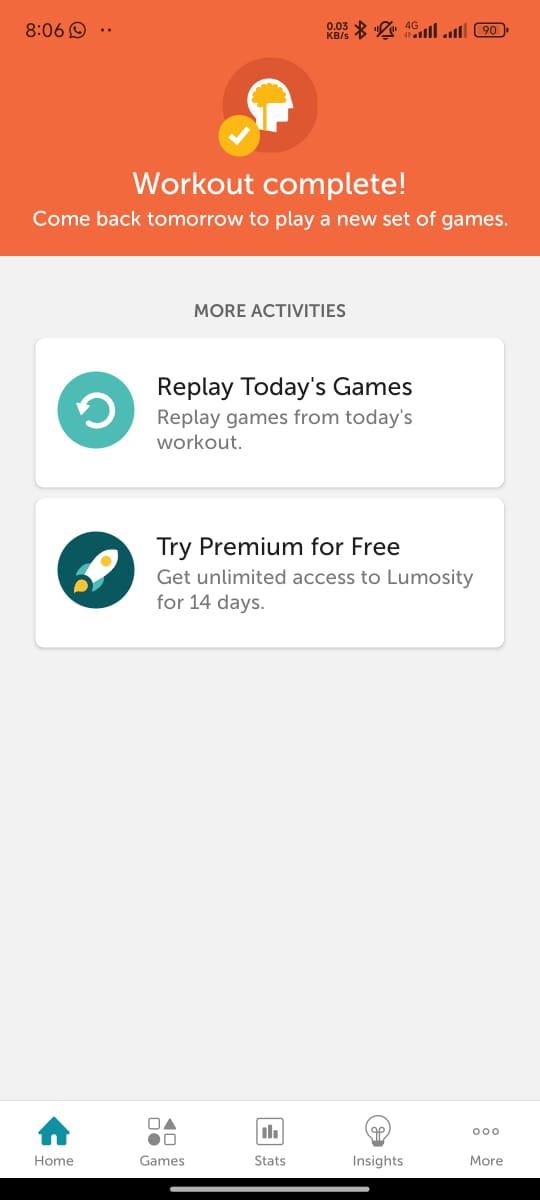 8:06
0.03
KB/s
4G
90
Workout complete!
Come back tomorrow to play a new set of games.
MORE ACTIVITIES
Replay Today's Games
Replay games from today's
workout.
Try Premium for Free
Get unlimited access to Lumosity
for 14 days.
Home
Games
Stats
Insights
More